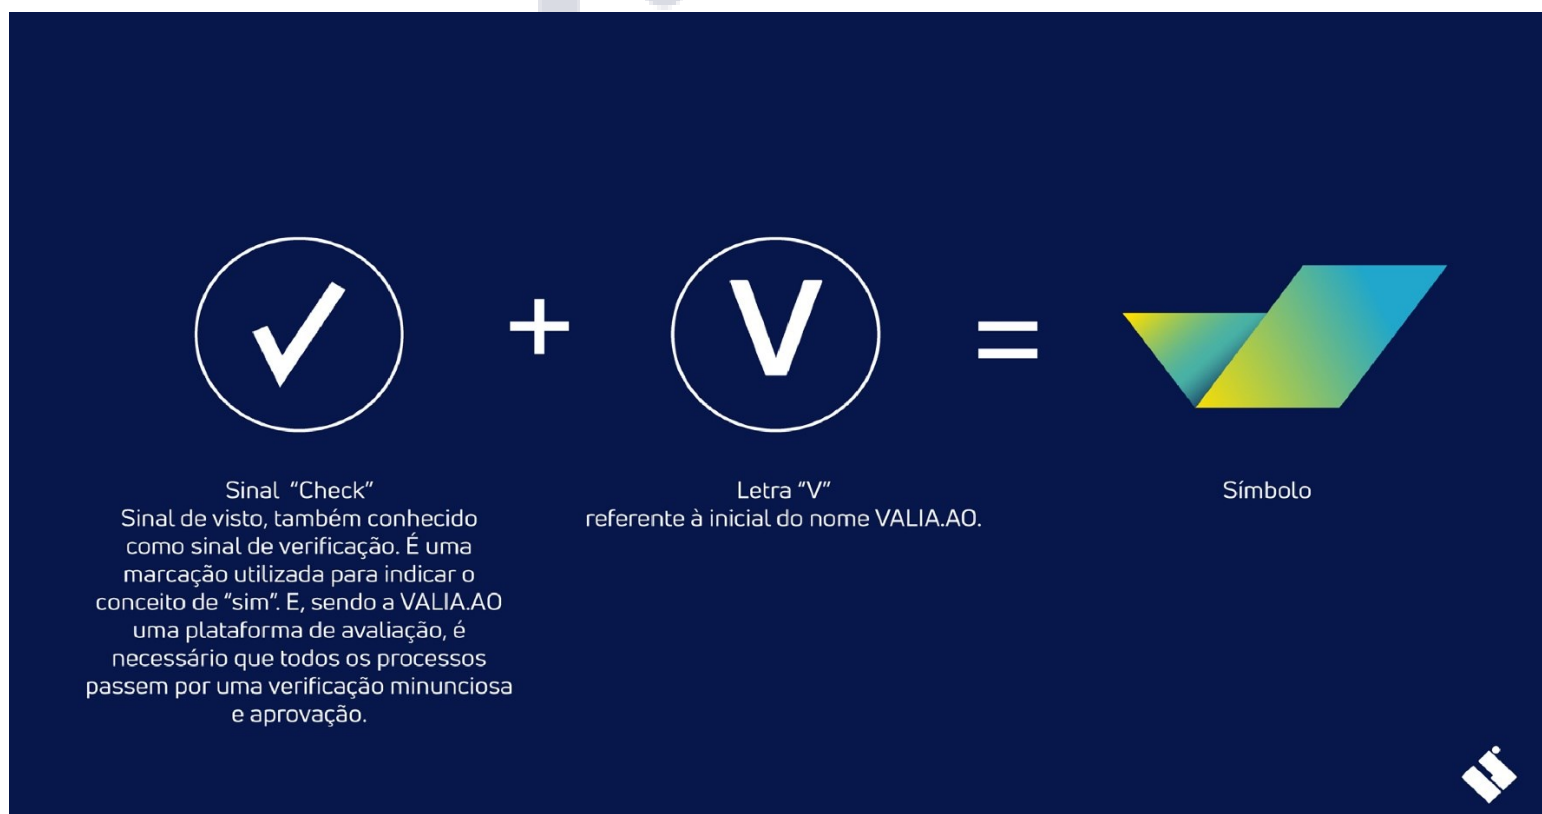 Sinal "Check"
Sinal de visto, também conhecido
como sinal de verificação. É uma
marcação utilizada para indicar o
conceito de "sim". E, sendo a VALIA.AO
uma plataforma de avaliação, é
necessário que todos os processos
passem por uma verificação minunciosa
e aprovação.
+
V
Letra "V"
referente à inicial do nome VALIA.AO.
=
Símbolo